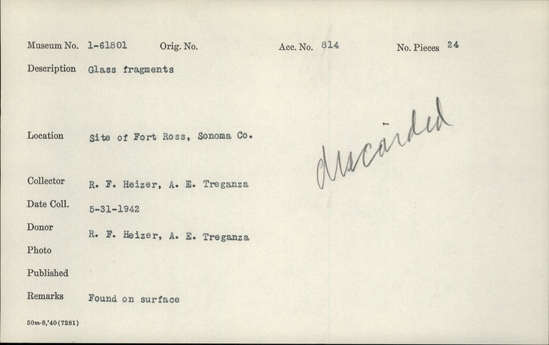 Museum No. 1-61801 Orig. No. Acc. No. 814 No. Pieces 24
Description Glass fragments
discarded
Location Site of Fort Ross, Sonoma Co.
Collector R. F. Heizer, A. E. Treganza
Date Coll. 5-31-1942
Donor R. F. Heizer, A. E. Treganza
Photo
Published
Remarks Found on surface
50m-8,'40(7281)